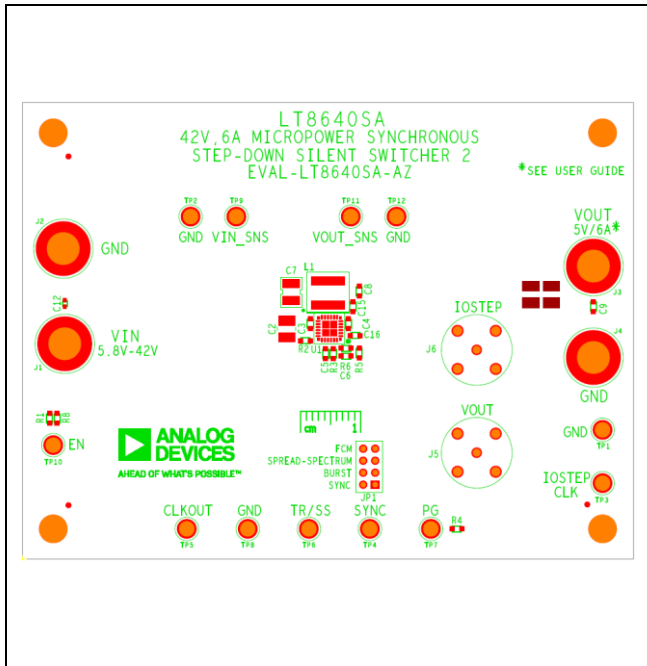 LT8640SA
42V,6A MICROPOWER SYNCHRONOUS
STEP-DOWN SILENT SWITCHER 2
EVAL-LT8640SA-AZ
*SEE USER GUIDE
TP2
TP9
TP11
TP12
GND
VIN_SNS
VOUT_SNS
GND
J2
GND
VOUT
5V/6A*
J3
C7
L1
C8
C15
C12
C2
C3
C4
C16
R2
U1
C5
R3
R6
C6
R5
IOSTEP
J6
C9
J4
GND
VIN
5.8V-42V
J1
R1
R8
EN
TP10
ANALOG
DEVICES
AHEAD OF WHAT'S POSSIBLE™
cm
1
FCM
SPREAD-SPECTRUM
BURST
SYNC
JP1
VOUT
J5
GND
TP1
IOSTEP
CLK
TP3
CLKOUT
GND
TR/SS
SYNC
PG
R4
TP5
TP8
TP6
TP4
TP7